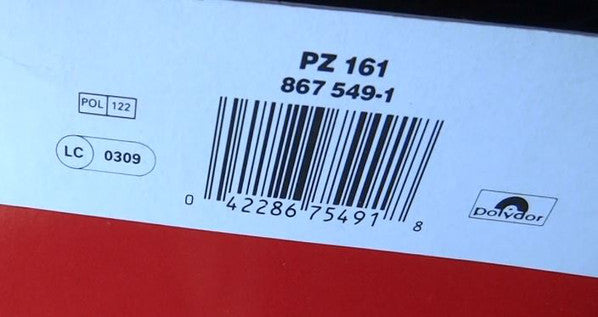 PZ 161
867 549-1
POL 122
LC 0309
0 42286 75491 8
polydor